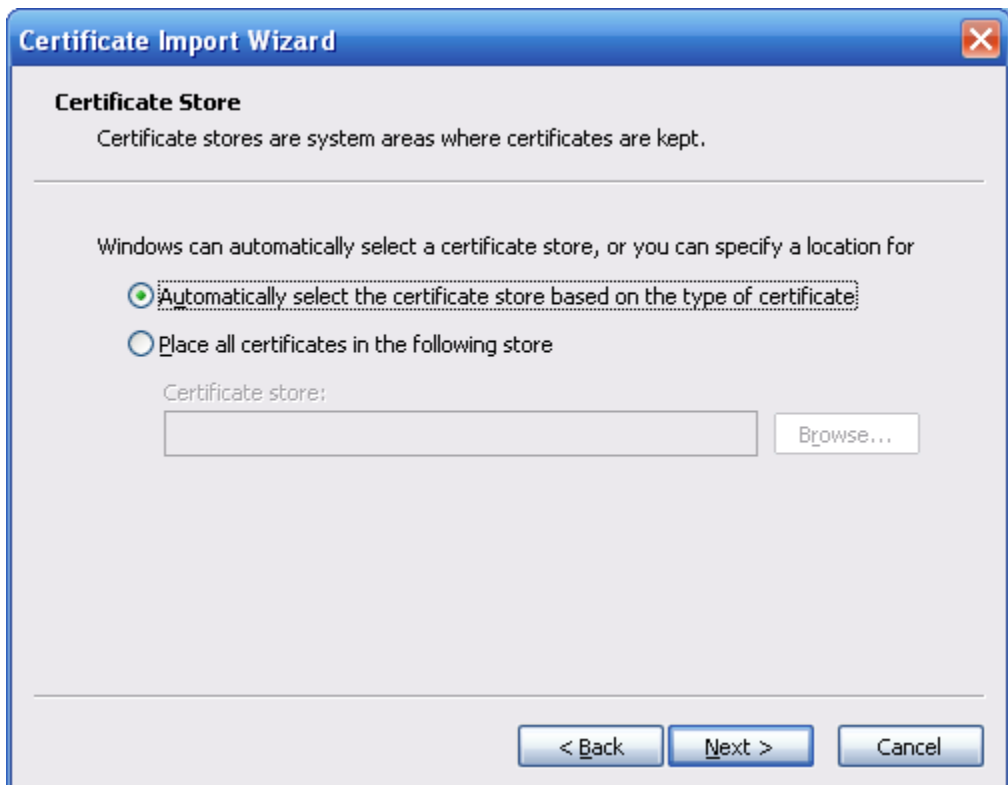 Certificate Import Wizard
Certificate Store
Certificate stores are system areas where certificates are kept.
Windows can automatically select a certificate store, or you can specify a location for
Automatically select the certificate store based on the type of certificate
Place all certificates in the following store
Certificate store:
Browse...
< Back Next > Cancel